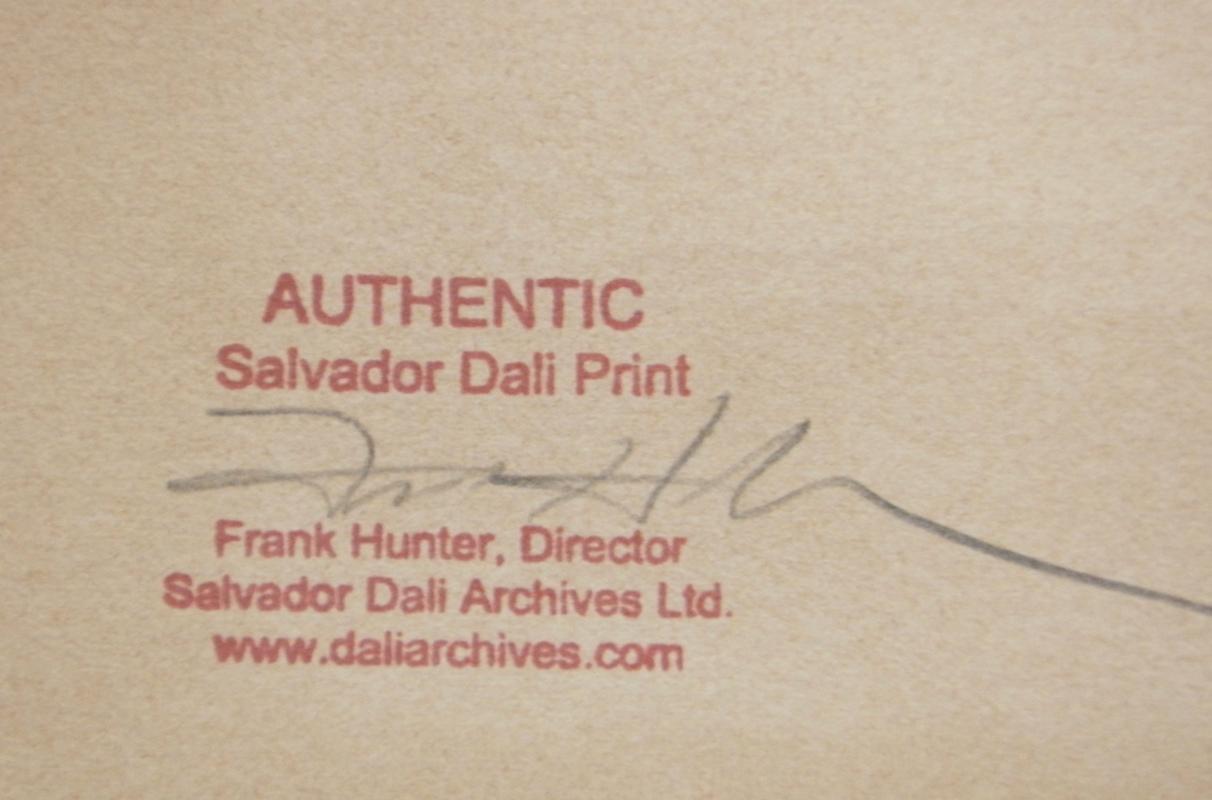 AUTHENTIC
Salvador Dali Print
Frank Hunter, Director
Salvador Dali Archives Ltd.
www.daliarchives.com